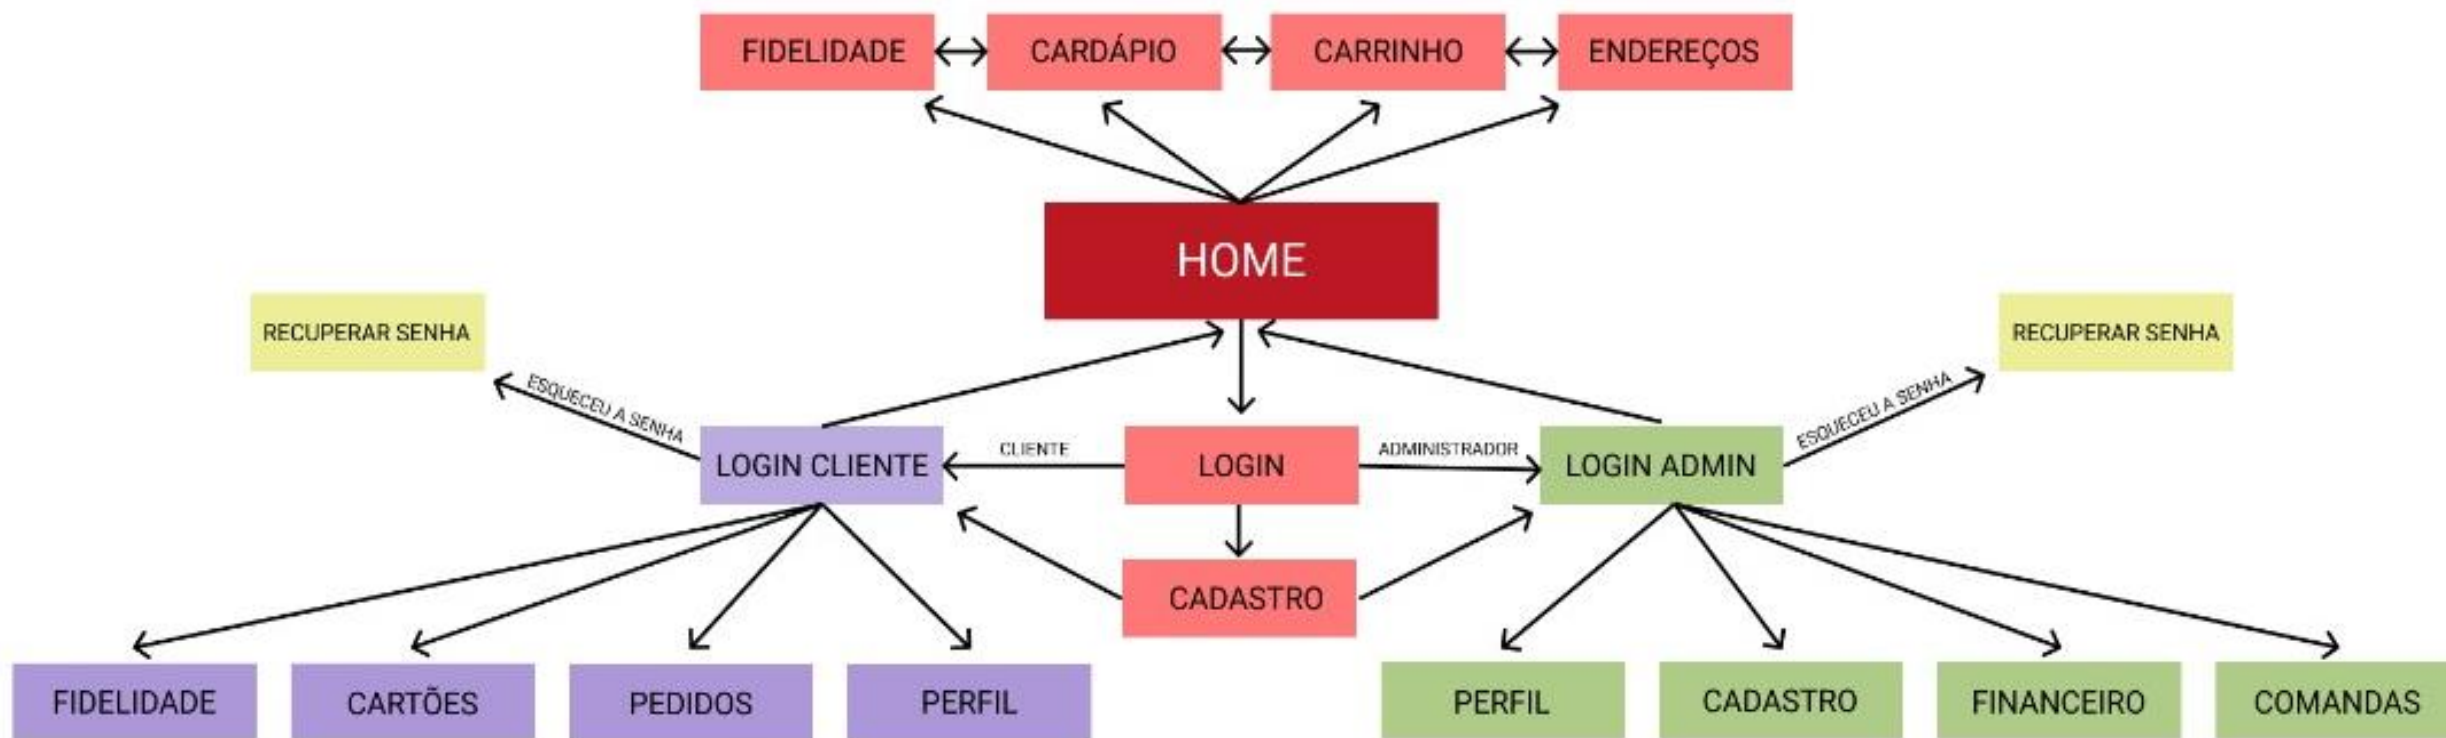 FIDELIDADE
CARDÁPIO
CARRINHO
ENDEREÇOS
HOME
RECUPERAR SENHA
RECUPERAR SENHA
ESQUECEU A SENHA
ESQUECEU A SENHA
LOGIN CLIENTE
CLIENTE
LOGIN
ADMINISTRADOR
LOGIN ADMIN
CADASTRO
FIDELIDADE
CARTÕES
PEDIDOS
PERFIL
PERFIL
CADASTRO
FINANCEIRO
COMANDAS